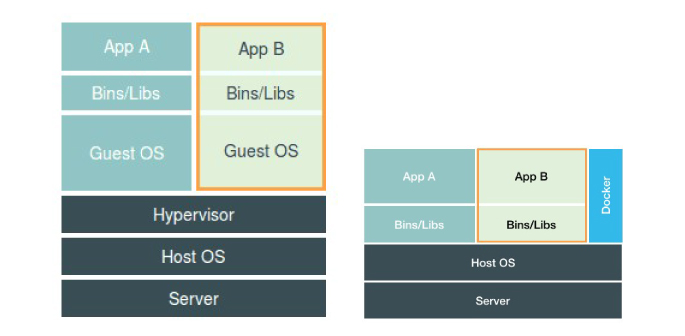 App A
App B
Bins/Libs
Bins/Libs
Guest OS
Guest OS
Hypervisor
Host OS
Server
App A
App B
Docker
Bins/Libs
Bins/Libs
Host OS
Server